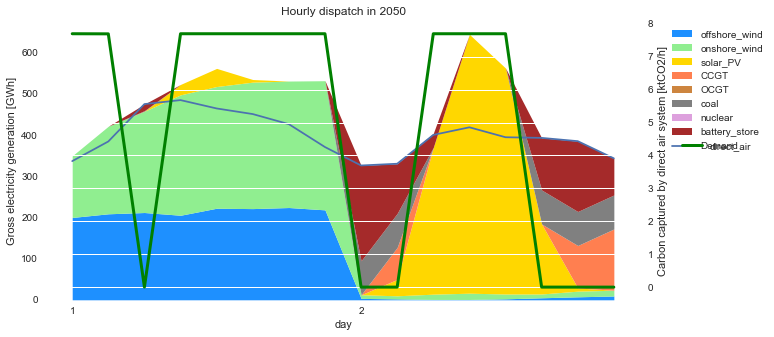 Hourly dispatch in 2050
Gross electricity generation [GWh]
600
500
400
300
200
100
0
1
2
day
8
7
6
5
4
3
2
1
0
Carbon captured by direct air system [ktCO2/h]
offshore_wind
onshore_wind
solar_PV
CCGT
OCGT
coal
nuclear
battery_store
Demand
direct_air